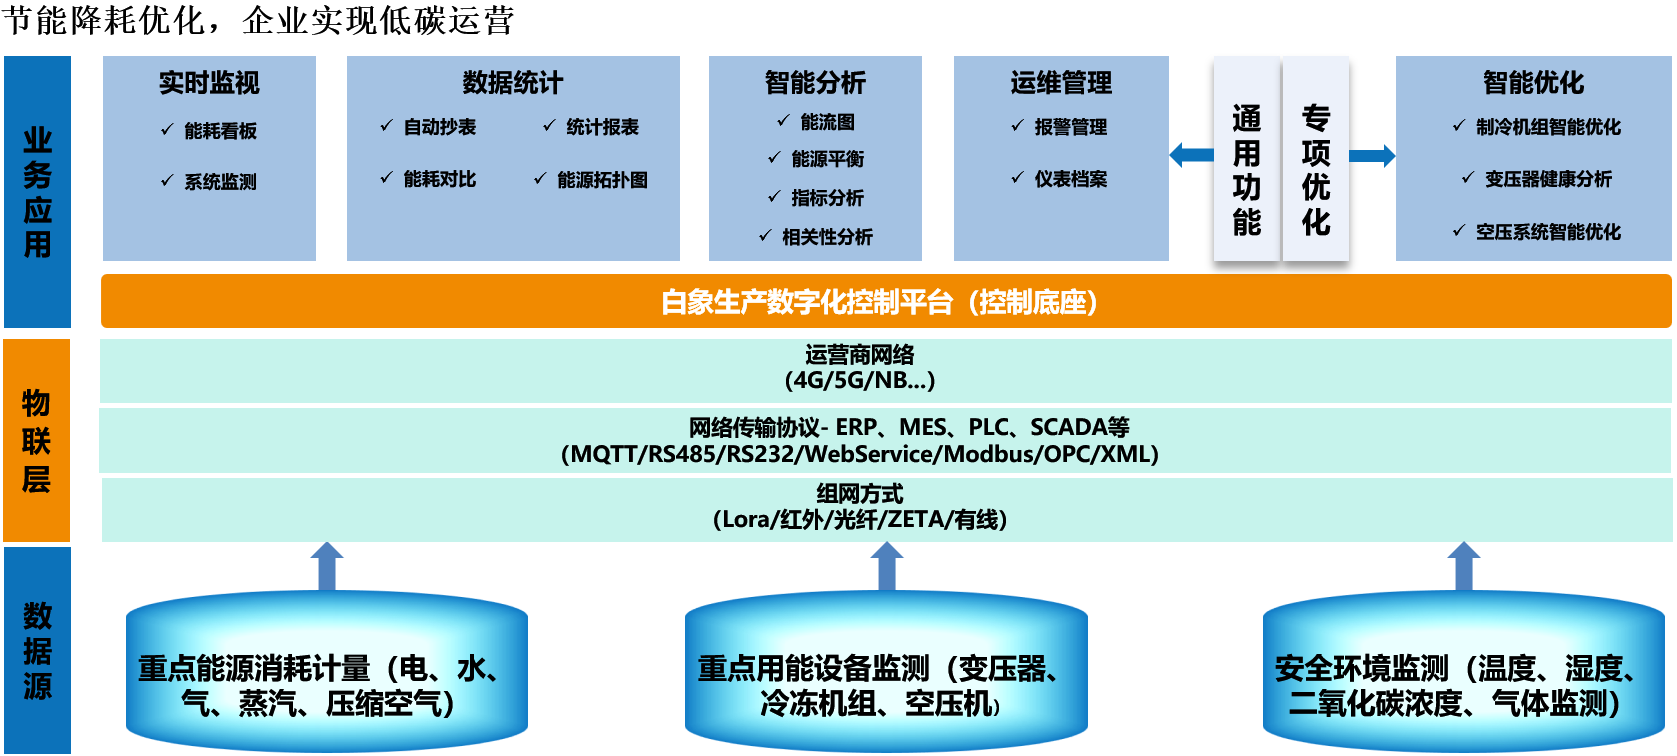 节能降耗优化，企业实现低碳运营
业务应用
实时监视
✓ 能耗看板
✓ 系统监测
数据统计
✓ 自动抄表
✓ 统计报表
✓ 能耗对比
✓ 能源拓扑图
智能分析
✓ 能流图
✓ 能源平衡
✓ 指标分析
✓ 相关性分析
运维管理
✓ 报警管理
✓ 仪表档案
通用功能
专项优化
智能优化
✓ 制冷机组智能优化
✓ 变压器健康分析
✓ 空压系统智能优化
白象生产数字化控制平台（控制底座）
物联层
运营商网络
（4G/5G/NB...）
网络传输协议- ERP、MES、PLC、SCADA等
（MQTT/RS485/RS232/WebService/Modbus/OPC/XML）
组网方式
（Lora/红外/光纤/ZETA/有线）
数据源
重点能源消耗计量（电、水、
气、蒸汽、压缩空气）
重点用能设备监测（变压器、
冷冻机组、空压机）
安全环境监测（温度、湿度、
二氧化碳浓度、气体监测）